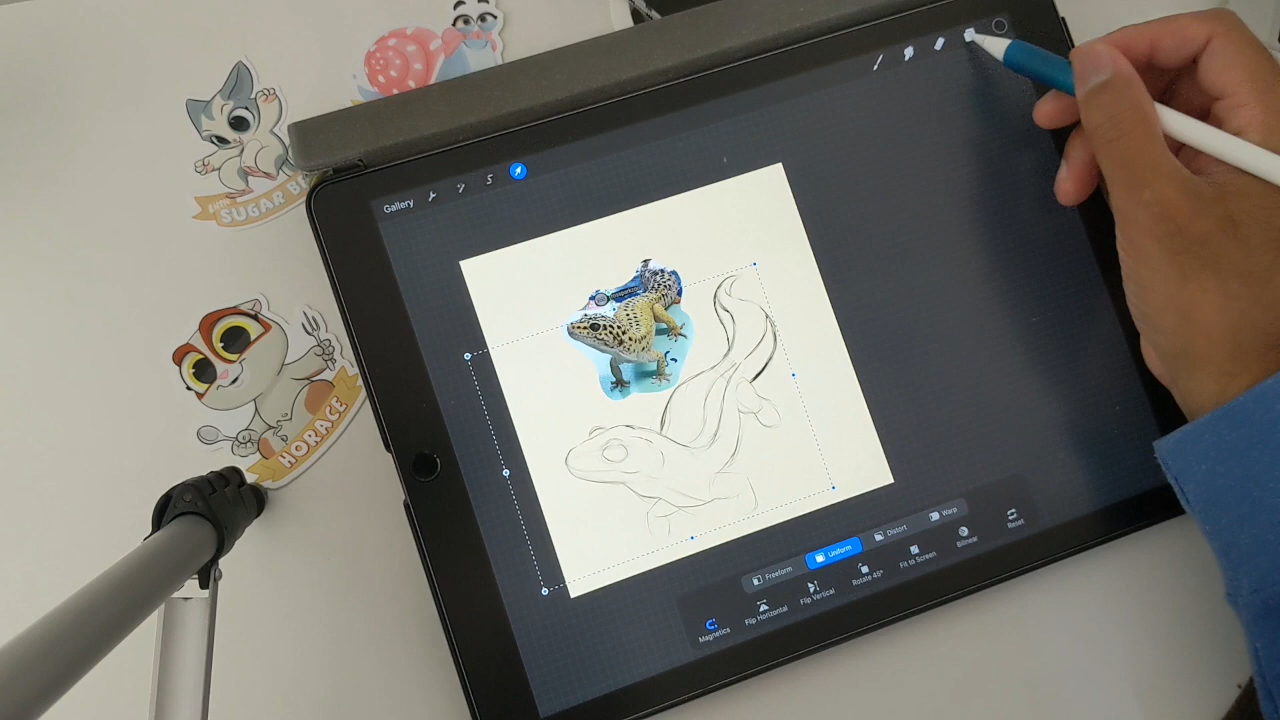 Little
SUGAR B
HORACE
Gallery
Freeform
Uniform
Distort
Warp
Magnetics
Flip Horizontal
Flip Vertical
Rotate 45°
Fit to Screen
Bilinear
Reset